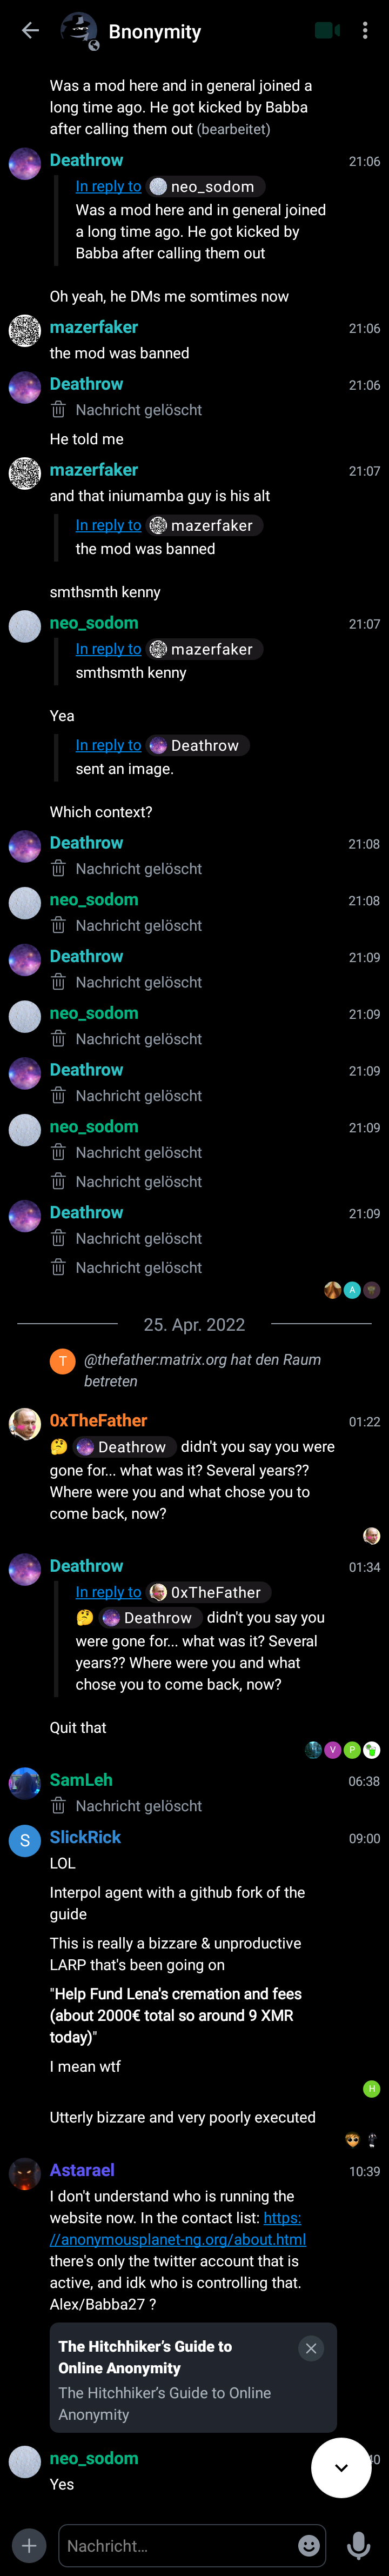 Bnonymity
Was a mod here and in general joined a
long time ago. He got kicked by Babba
after calling them out (bearbeitet)
Deathrow 21:06
In reply to neo_sodom
Was a mod here and in general joined
a long time ago. He got kicked by
Babba after calling them out
Oh yeah, he DMs me somtimes now
mazerfaker 21:06
the mod was banned
Deathrow 21:06
Nachricht gelöscht
He told me
mazerfaker 21:07
and that iniumamba guy is his alt
In reply to mazerfaker
the mod was banned
smthsmth kenny
neo_sodom 21:07
In reply to mazerfaker
smthsmth kenny
Yea
In reply to Deathrow
sent an image.
Which context?
Deathrow 21:08
Nachricht gelöscht
neo_sodom 21:08
Nachricht gelöscht
Deathrow 21:09
Nachricht gelöscht
neo_sodom 21:09
Nachricht gelöscht
Deathrow 21:09
Nachricht gelöscht
neo_sodom 21:09
Nachricht gelöscht
Nachricht gelöscht
Deathrow 21:09
Nachricht gelöscht
Nachricht gelöscht
A
25. Apr. 2022
T @thefather:matrix.org hat den Raum
betreten
0xTheFather 01:22
🤔 Deathrow didn't you say you were
gone for... what was it? Several years??
Where were you and what chose you to
come back, now?
Deathrow 01:34
In reply to 0xTheFather
🤔 Deathrow didn't you say you
were gone for... what was it? Several
years?? Where were you and what
chose you to come back, now?
Quit that
V P
SamLeh 06:38
Nachricht gelöscht
S SlickRick 09:00
LOL
Interpol agent with a github fork of the
guide
This is really a bizzare & unproductive
LARP that's been going on
"Help Fund Lena's cremation and fees
(about 2000€ total so around 9 XMR
today)"
I mean wtf
H
Utterly bizzare and very poorly executed
Astarael 10:39
I don't understand who is running the
website now. In the contact list: https:
//anonymousplanet-ng.org/about.html
there's only the twitter account that is
active, and idk who is controlling that.
Alex/Babba27 ?
The Hitchhiker's Guide to
Online Anonymity
The Hitchhiker's Guide to Online
Anonymity
neo_sodom
Yes
Nachricht…